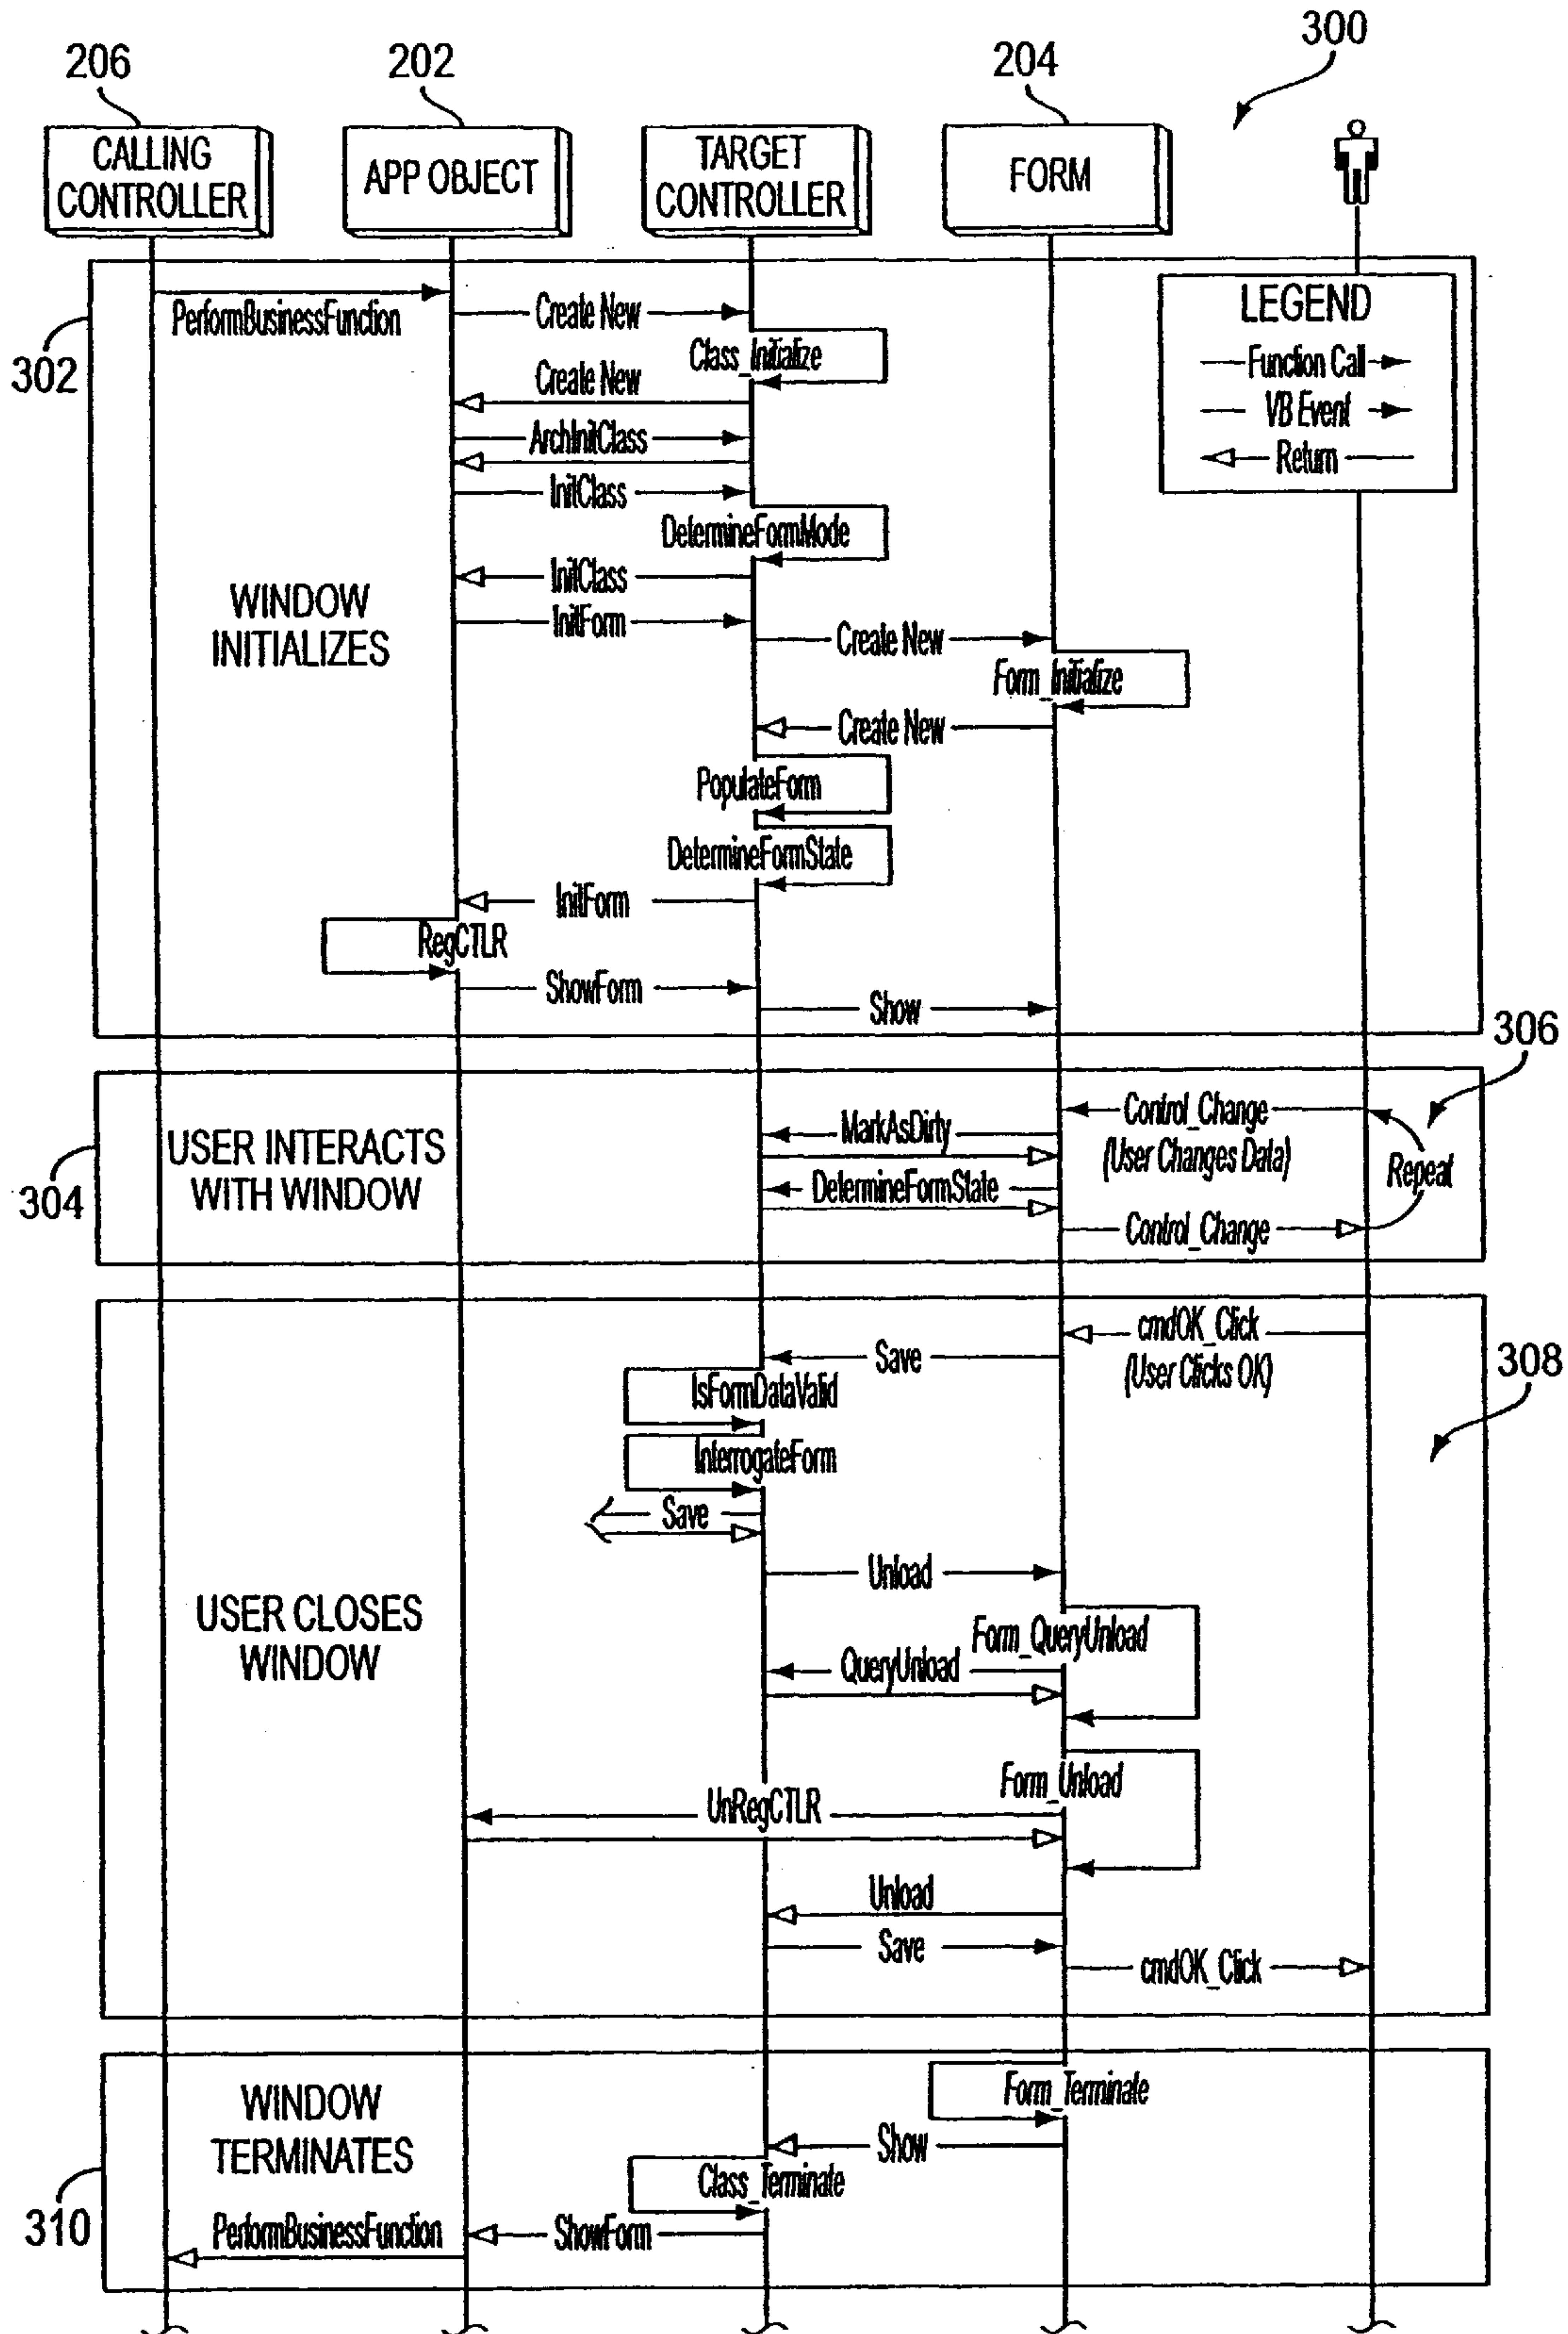 300
206
202
204
CALLING
CONTROLLER
APP OBJECT
TARGET
CONTROLLER
FORM
LEGEND
Function Call
VB Event
Return
302
PerformBusinessFunction
Create New
Class_Initialize
Create New
ArchInitClass
InitClass
DetermineFormMode
InitClass
WINDOW
INITIALIZES
InitForm
Create New
Form_Initialize
Create New
PopulateForm
DetermineFormState
InitForm
RegCTLR
ShowForm
Show
306
304
USER INTERACTS
WITH WINDOW
Control_Change
(User Changes Data)
MarkAsDirty
DetermineFormState
Repeat
Control_Change
308
cmdOK_Click
(User Clicks OK)
Save
IsFormDataValid
InterrogateForm
Save
Unload
USER CLOSES
WINDOW
Form_QueryUnload
QueryUnload
Form_Unload
UnRegCTLR
Unload
Save
cmdOK_Click
310
WINDOW
TERMINATES
Form_Terminate
Show
Class_Terminate
ShowForm
PerformBusinessFunction